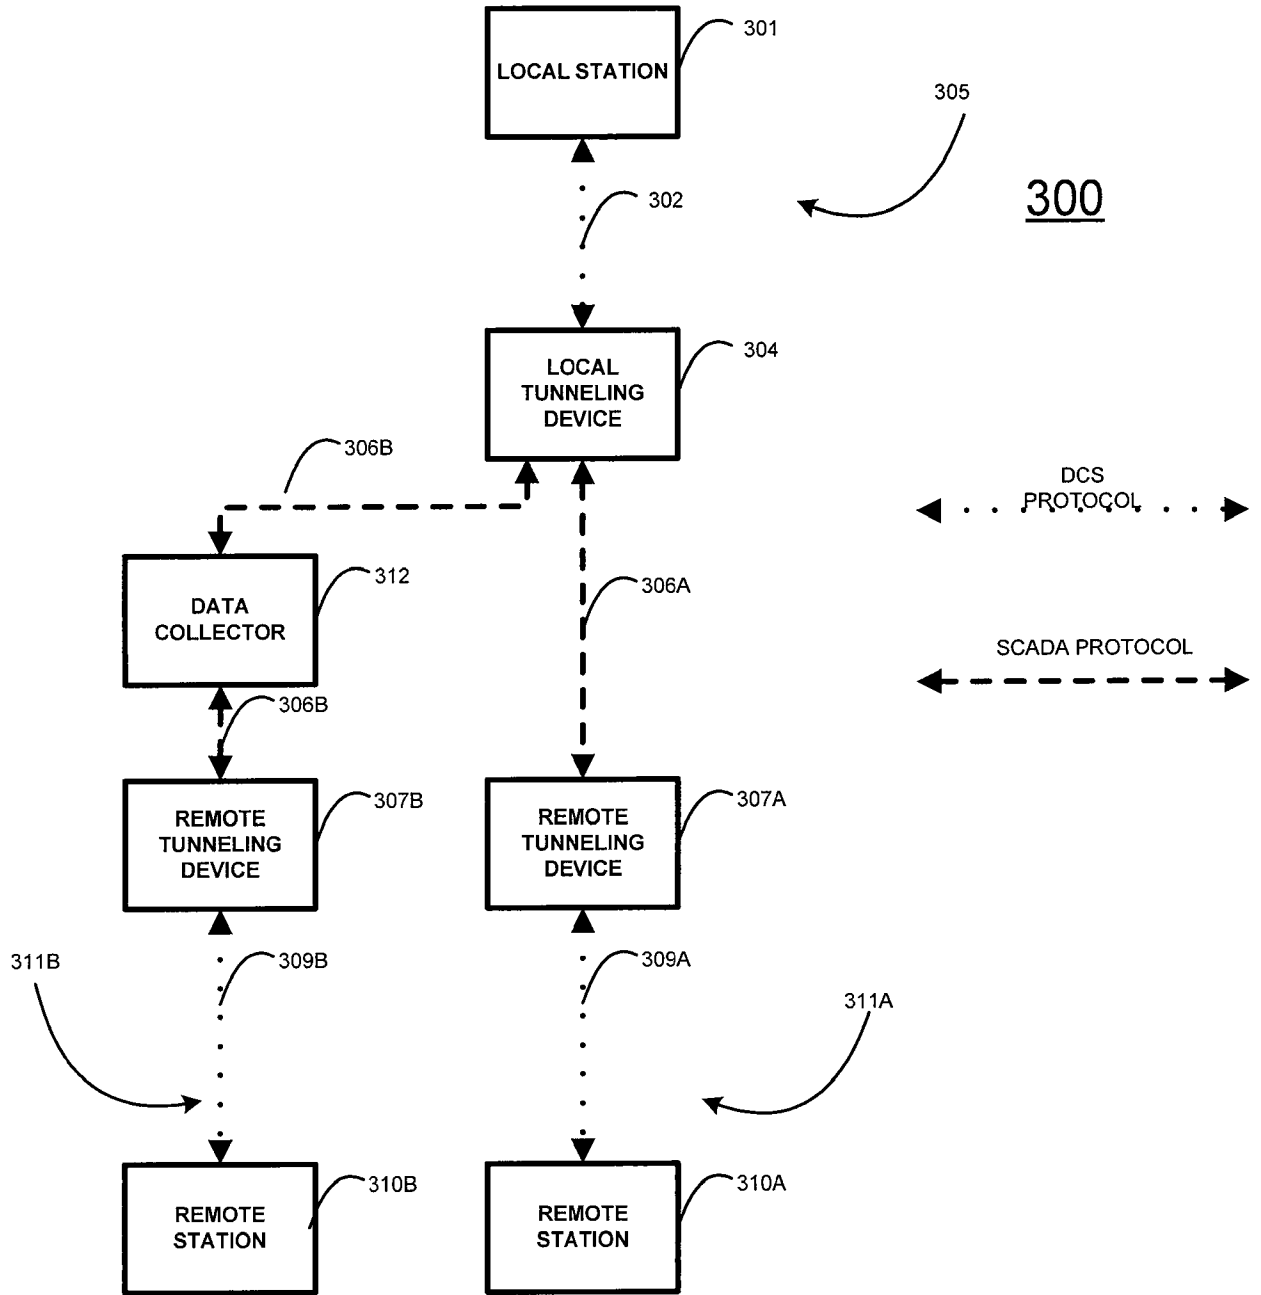 301
LOCAL STATION
305
300
302
LOCAL
TUNNELING
DEVICE
304
306B
DCS
PROTOCOL
DATA
COLLECTOR
312
306A
SCADA PROTOCOL
306B
REMOTE
TUNNELING
DEVICE
307B
REMOTE
TUNNELING
DEVICE
307A
311B
309B
309A
311A
REMOTE
STATION
310B
REMOTE
STATION
310A